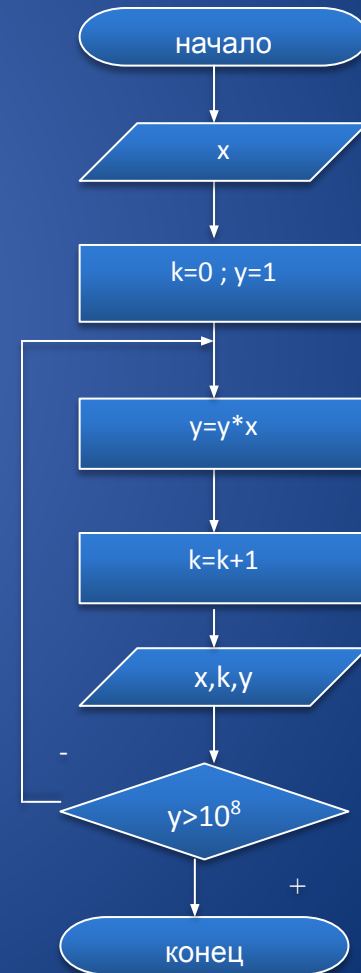 начало
x
k=0 ; y=1
y=y*x
k=k+1
x,k,y
-
y>10⁸
+
конец